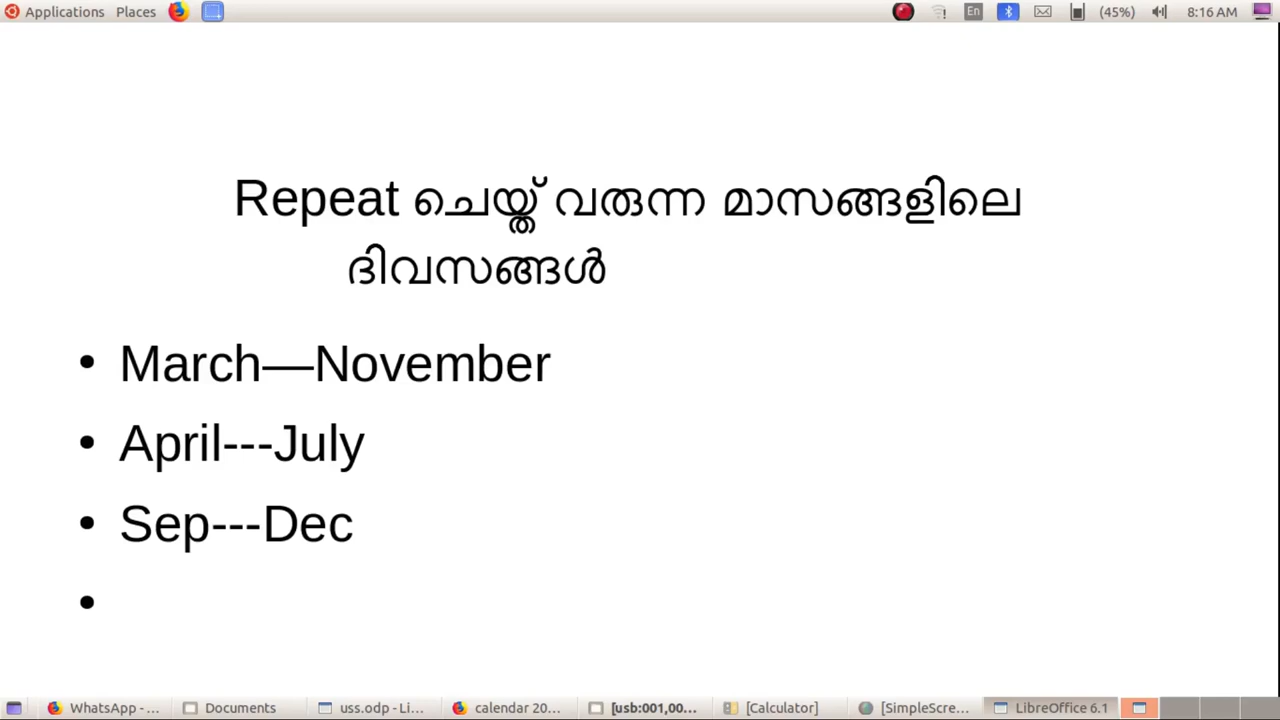 Applications Places En (45%) 8:16 AM
Repeat ചെയ്ത് വരുന്ന മാസങ്ങളിലെ
ദിവസങ്ങൾ
• March—November
• April---July
• Sep---Dec
•
WhatsApp - ... Documents uss.odp - Li... calendar 20... [usb:001,00... [Calculator] [SimpleScre... LibreOffice 6.1